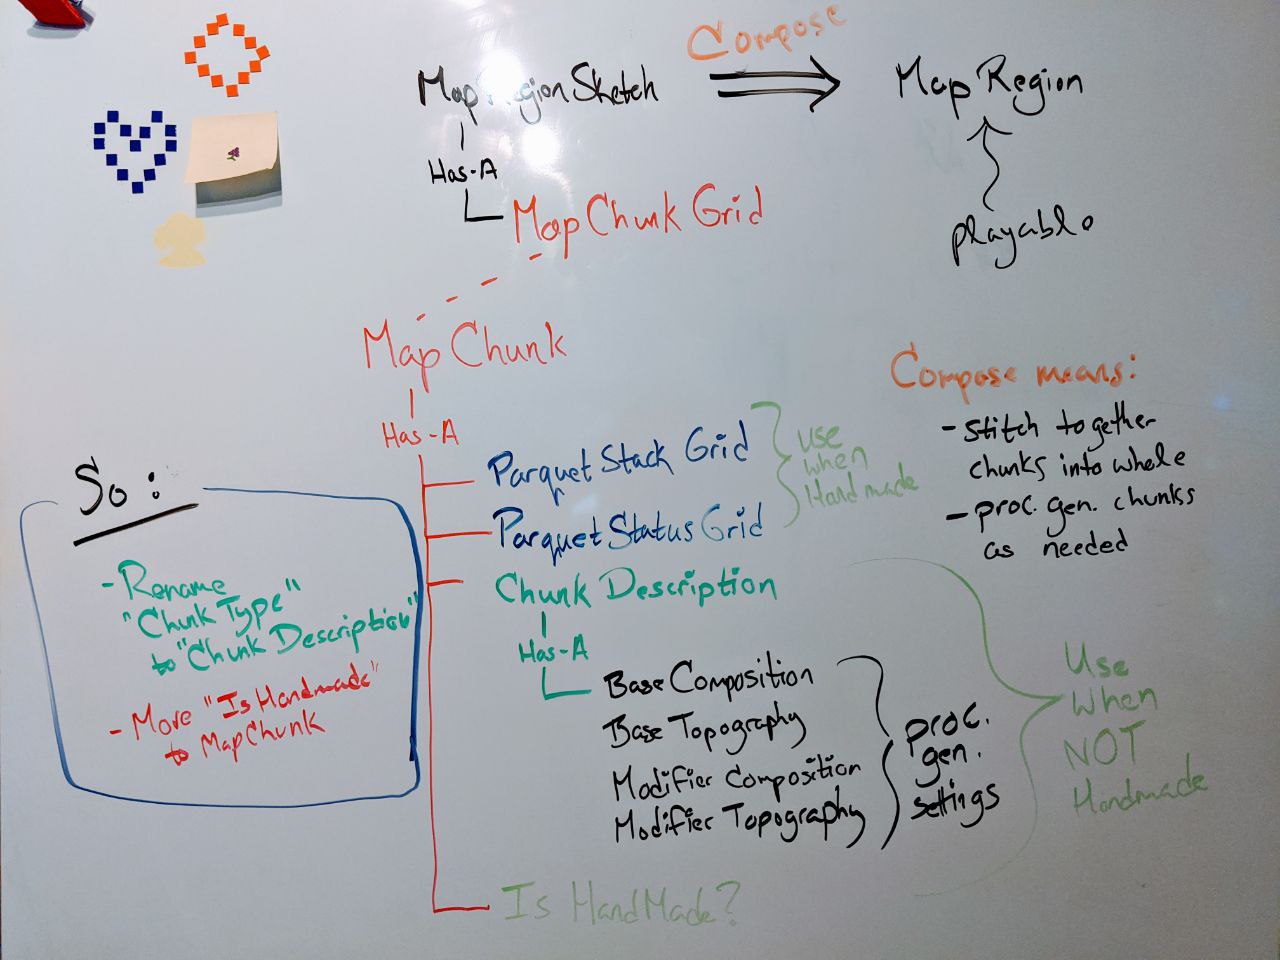 Compose
Map Region Sketch
Map Region
Has-A
Map Chunk Grid
playable
Map Chunk
Has-A
Parquet Stack Grid
Parquet Status Grid
use
when
Handmade
Chunk Description
Has-A
Base Composition
Base Topography
Modifier Composition
Modifier Topography
proc.
gen.
settings
Use
When
NOT
Handmade
Is HandMade?
Compose means:
- stitch together
chunks into whole
- proc. gen. chunks
as needed
So:
- Rename
"Chunk Type"
to "Chunk Description"
- More "Is Handmade"
to MapChunk